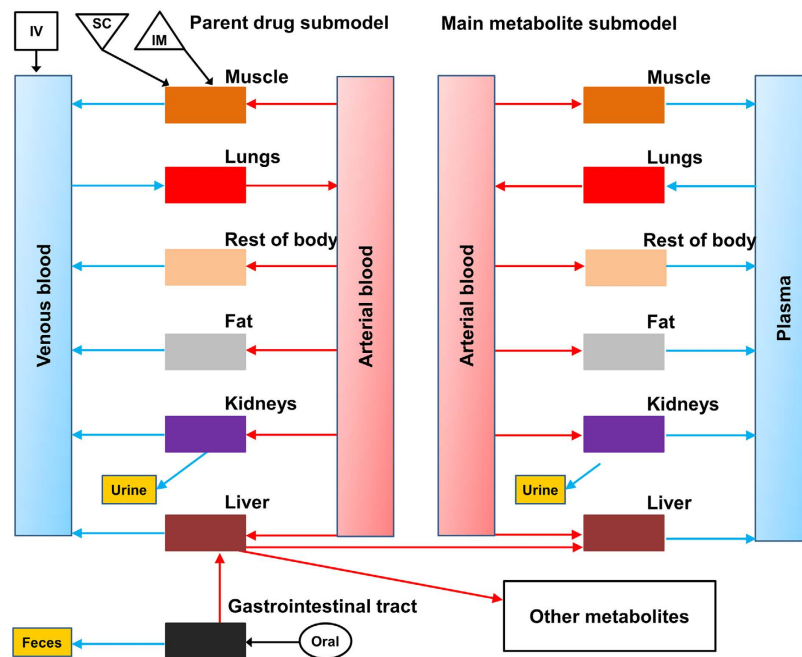 Parent drug submodel
Main metabolite submodel
IV
SC
IM
Muscle
Muscle
Lungs
Lungs
Rest of body
Rest of body
Fat
Fat
Kidneys
Kidneys
Venous blood
Arterial blood
Arterial blood
Plasma
Urine
Urine
Liver
Liver
Gastrointestinal tract
Other metabolites
Feces
Oral